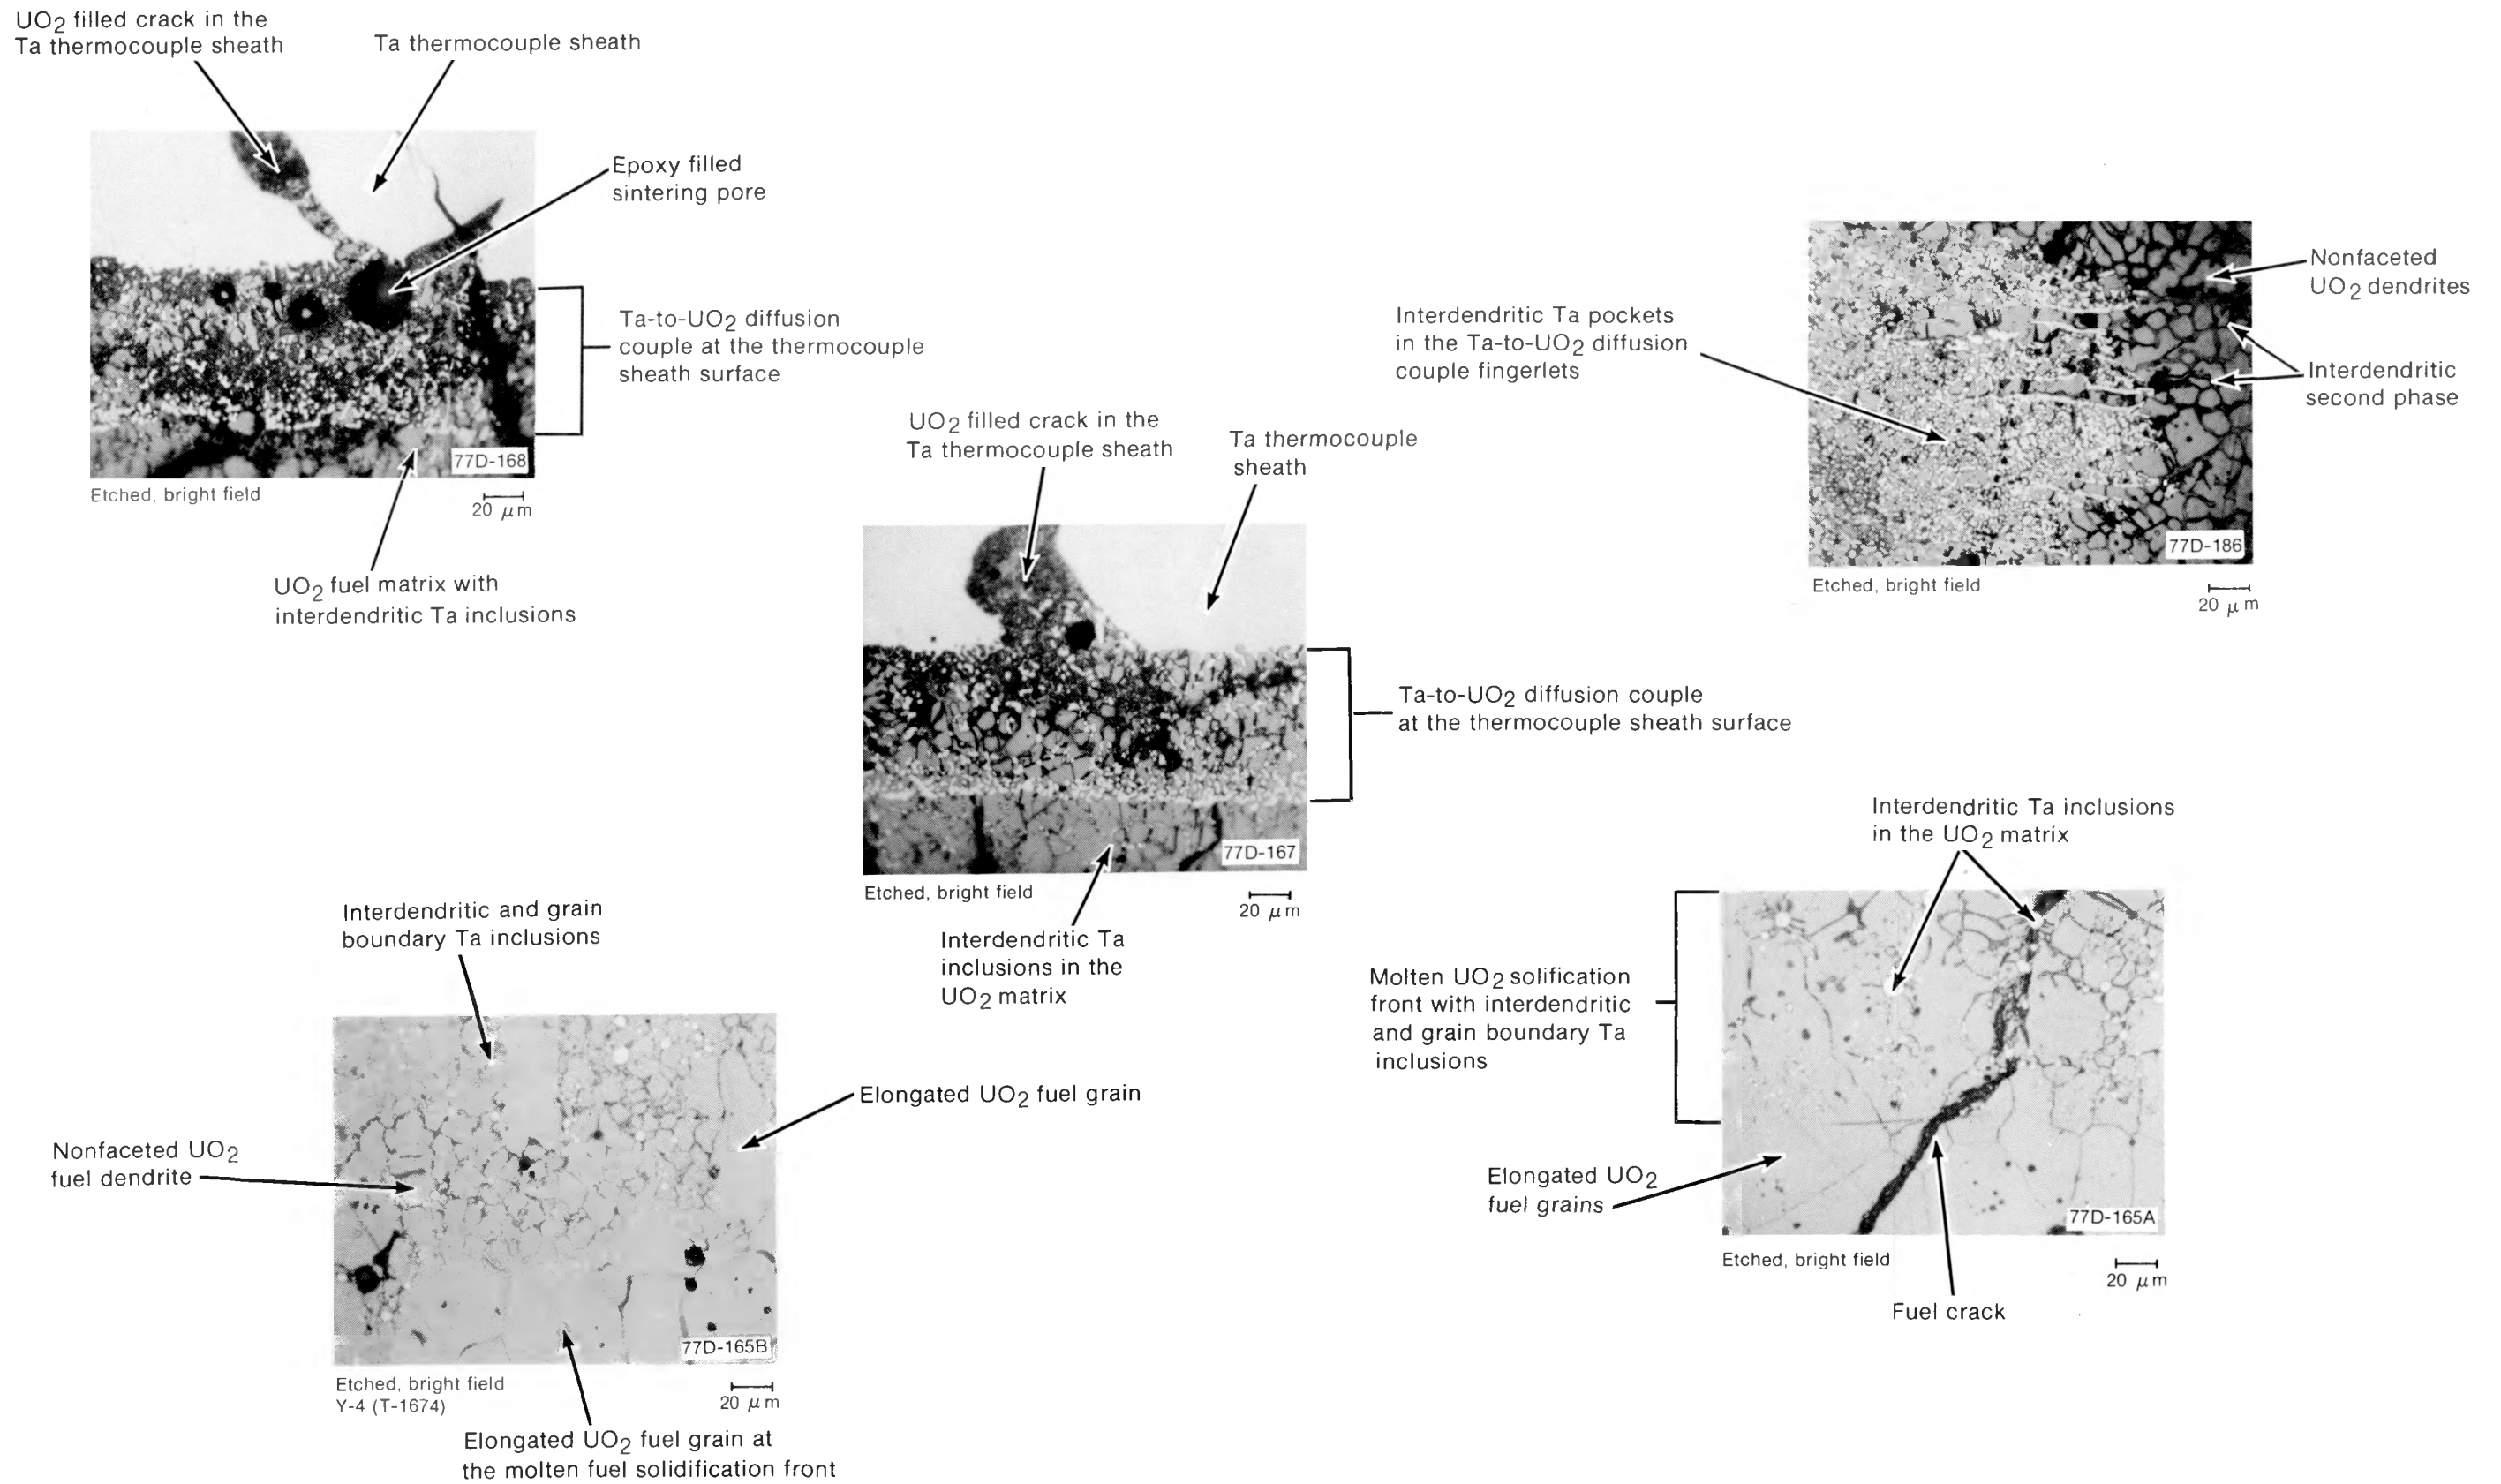 UO2 filled crack in the
Ta thermocouple sheath
Ta thermocouple sheath
Epoxy filled
sintering pore
Ta-to-UO2 diffusion
couple at the thermocouple
sheath surface
77D-168
Etched, bright field
20 μm
UO2 fuel matrix with
interdendritic Ta inclusions
Nonfaceted
UO2 dendrites
Interdendritic Ta pockets
in the Ta-to-UO2 diffusion
couple fingerlets
Interdendritic
second phase
77D-186
Etched, bright field
20 μm
UO2 filled crack in the
Ta thermocouple sheath
Ta thermocouple
sheath
Ta-to-UO2 diffusion couple
at the thermocouple sheath surface
77D-167
Etched, bright field
20 μm
Interdendritic Ta
inclusions in the
UO2 matrix
Interdendritic Ta inclusions
in the UO2 matrix
Molten UO2 solification
front with interdendritic
and grain boundary Ta
inclusions
Elongated UO2
fuel grains
77D-165A
Etched, bright field
20 μm
Fuel crack
Interdendritic and grain
boundary Ta inclusions
Elongated UO2 fuel grain
Nonfaceted UO2
fuel dendrite
77D-165B
Etched, bright field
Y-4 (T-1674)
20 μm
Elongated UO2 fuel grain at
the molten fuel solidification front